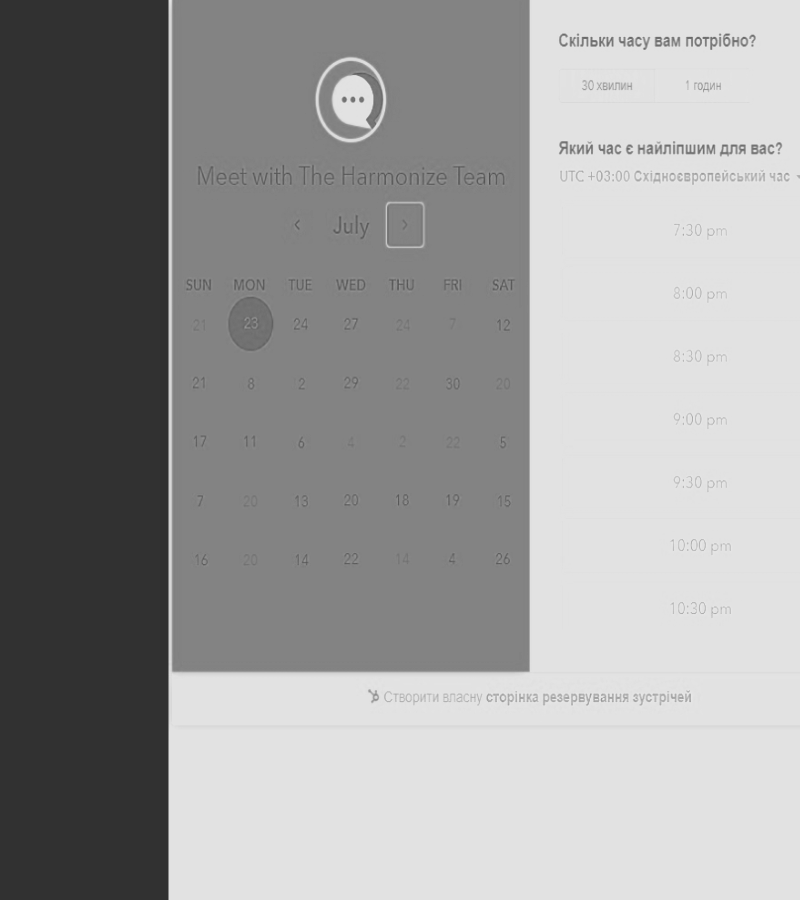 Meet with The Harmonize Team
July
SUN MON TUE WED THU FRI SAT
21 23 24 27 24 7 12
21 8 2 29 22 30 20
17 11 6 4 2 22 5
7 20 13 20 18 19 15
16 20 14 22 14 4 26
Скільки часу вам потрібно?
30 хвилин 1 годин
Який час є найліпшим для вас?
UTC +03:00 Східноєвропейський час
7:30 pm
8:00 pm
8:30 pm
9:00 pm
9:30 pm
10:00 pm
10:30 pm
Створити власну сторінка резервування зустрічей